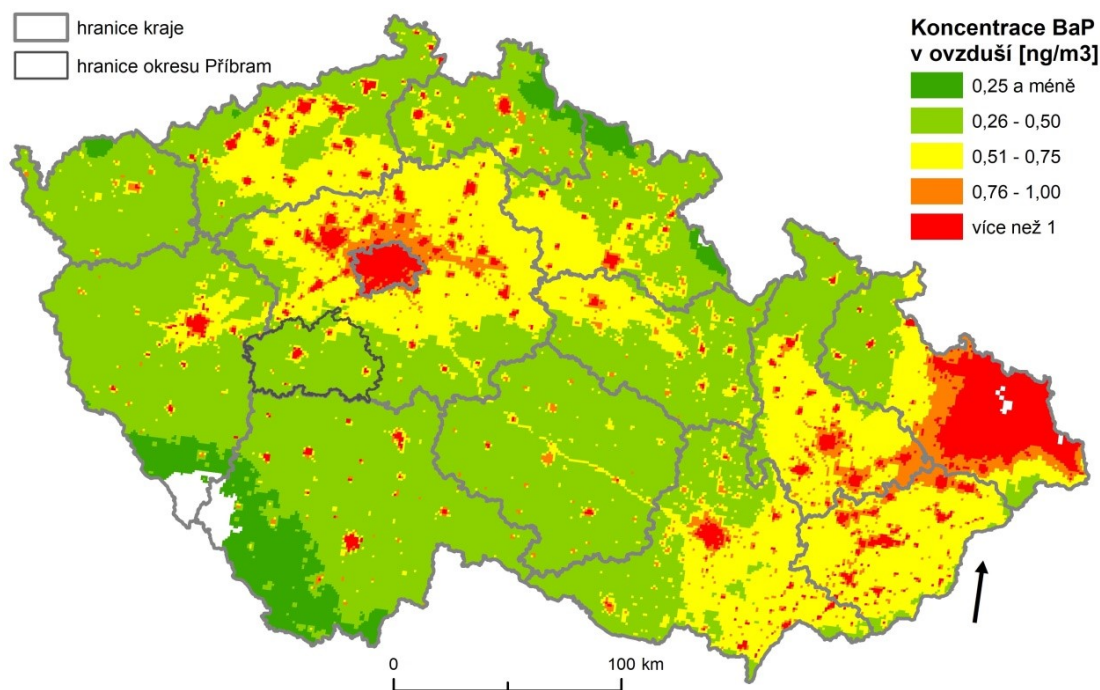 hranice kraje
hranice okresu Příbram
Koncentrace BaP
v ovzduší [ng/m3]
0,25 a méně
0,26 - 0,50
0,51 - 0,75
0,76 - 1,00
více než 1
0 100 km